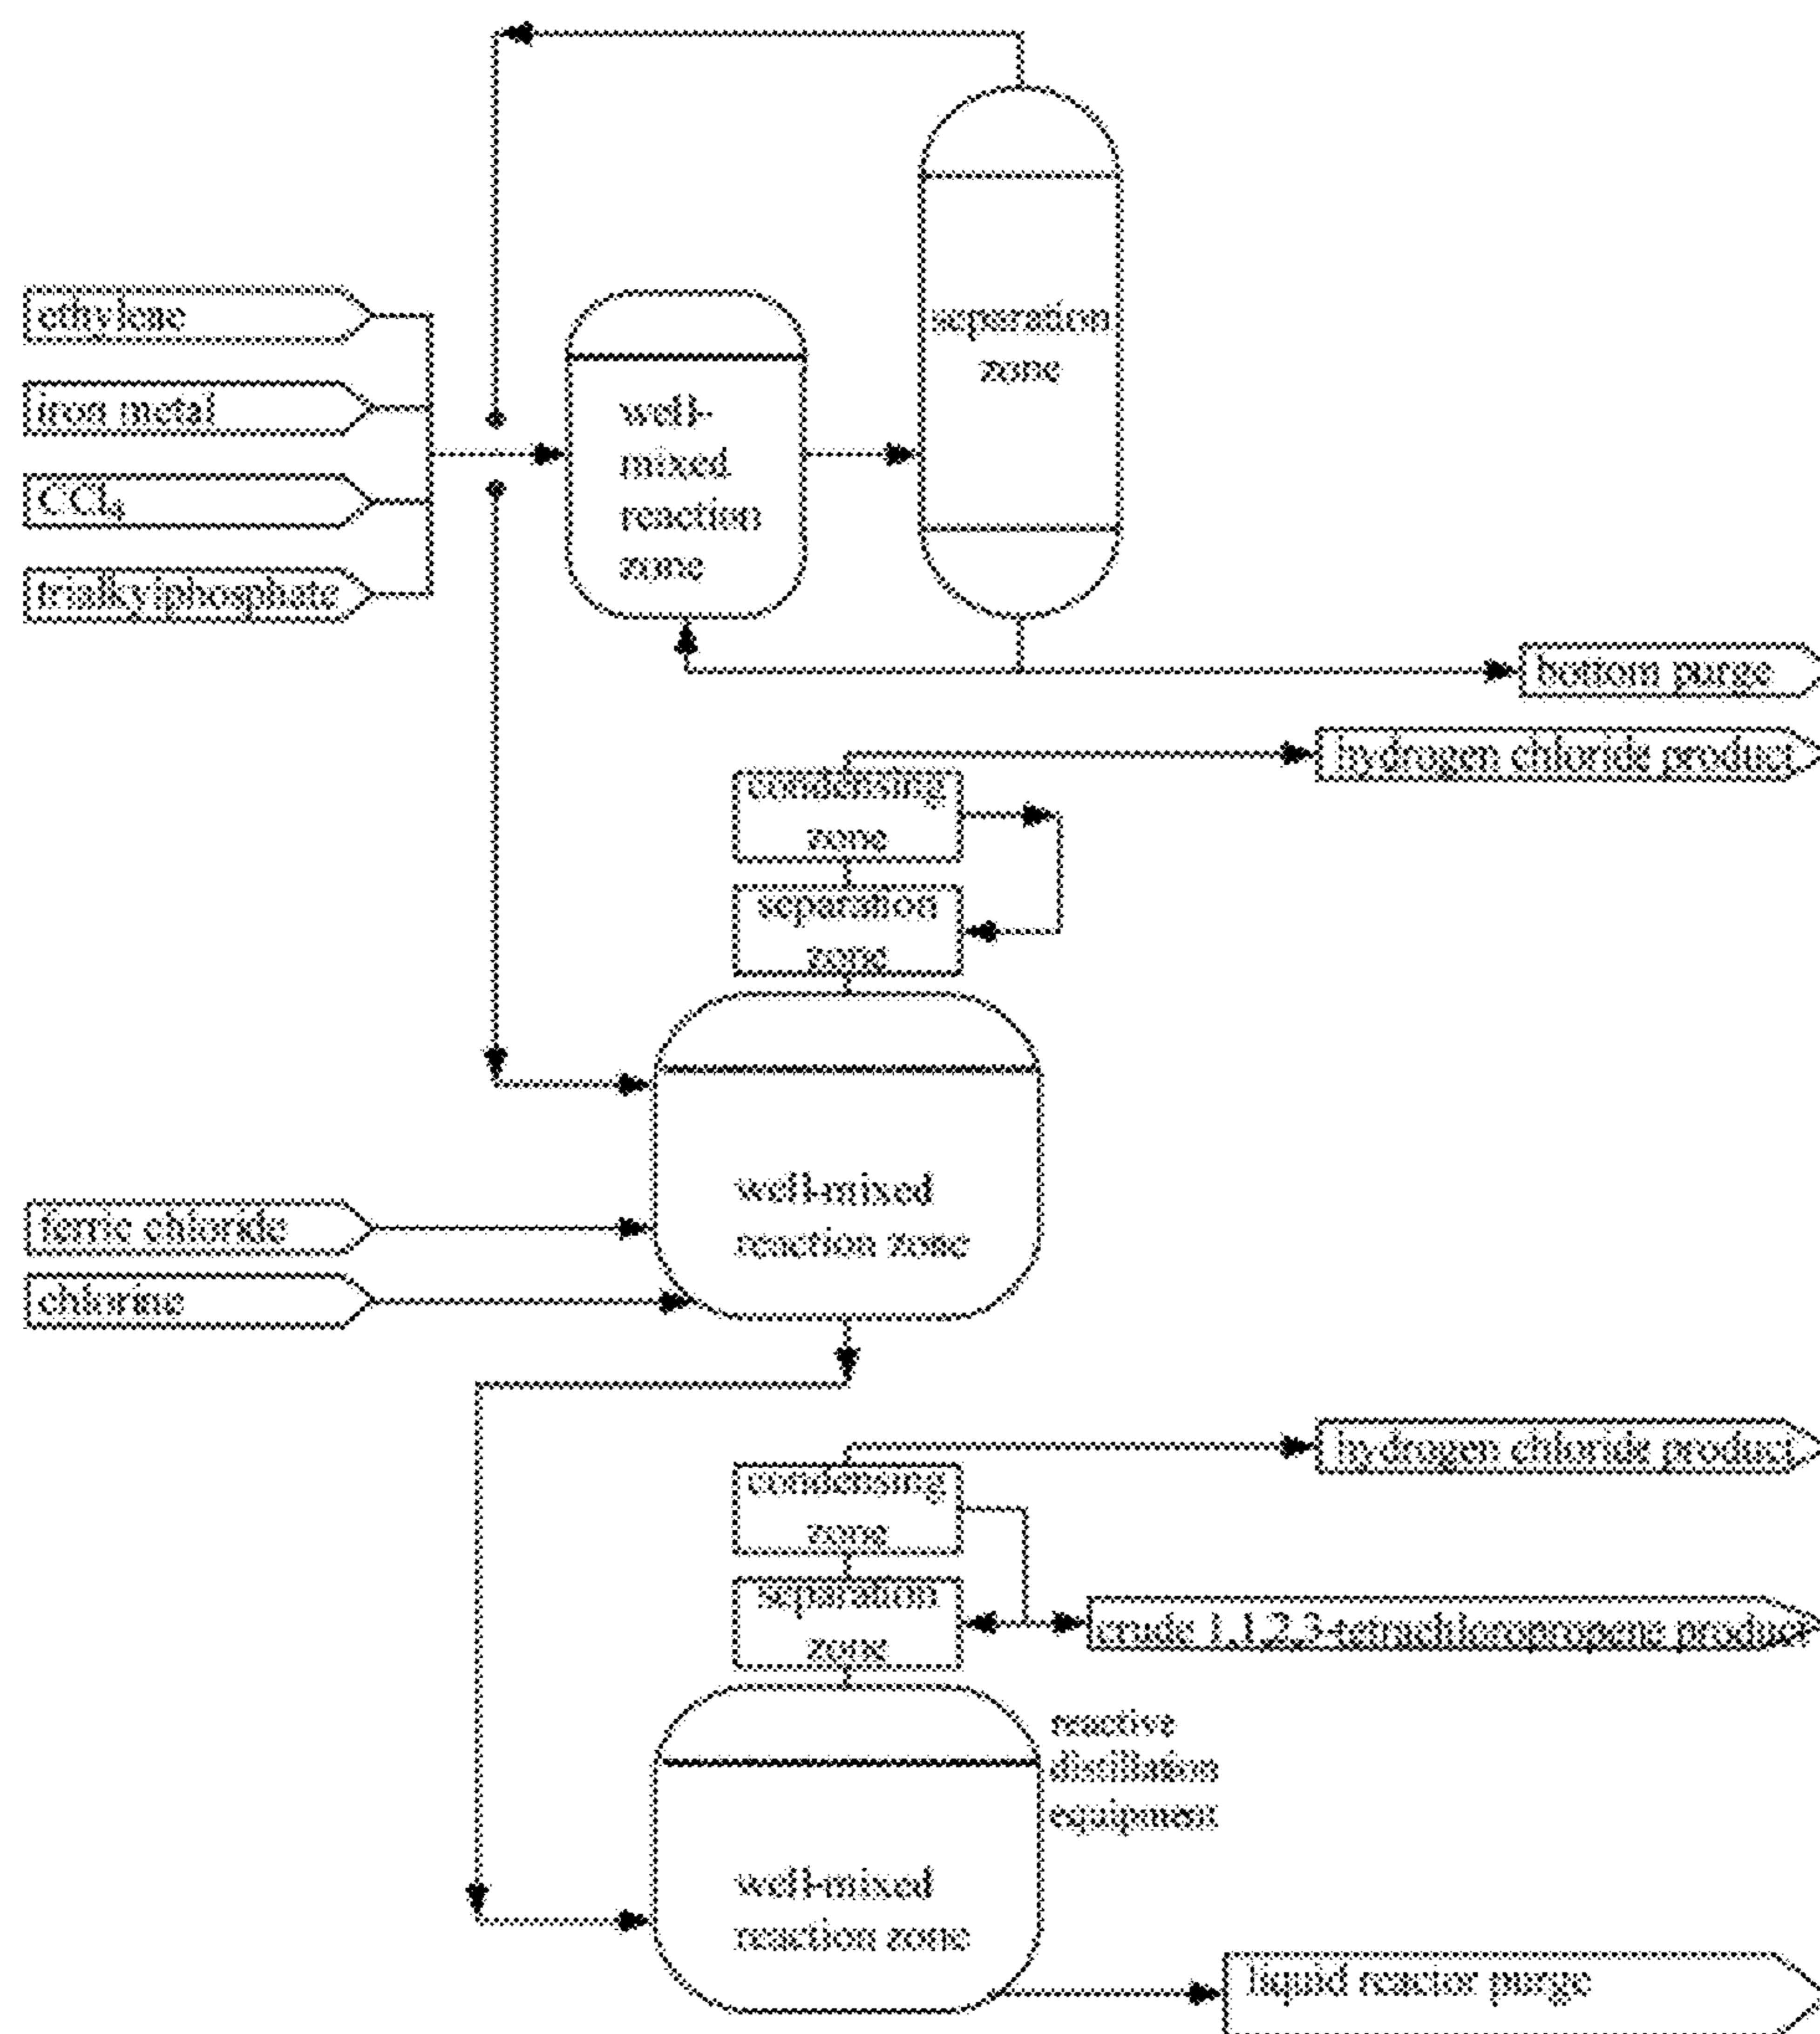 ethylene
iron metal
CCl₄
trialkylphosphate
well-
mixed
reaction
zone
seperation
zone
bottom purge
hydrogen chloride product
condensing
zone
separation
zone
well-mixed
reaction zone
ferric chloride
chlorine
hydrogen chloride product
condensing
zone
separation
zone
crude 1,1,2,3-tetrachloropropene product
reactive
distillation
equipment
well-mixed
reaction zone
liquid reactor purge